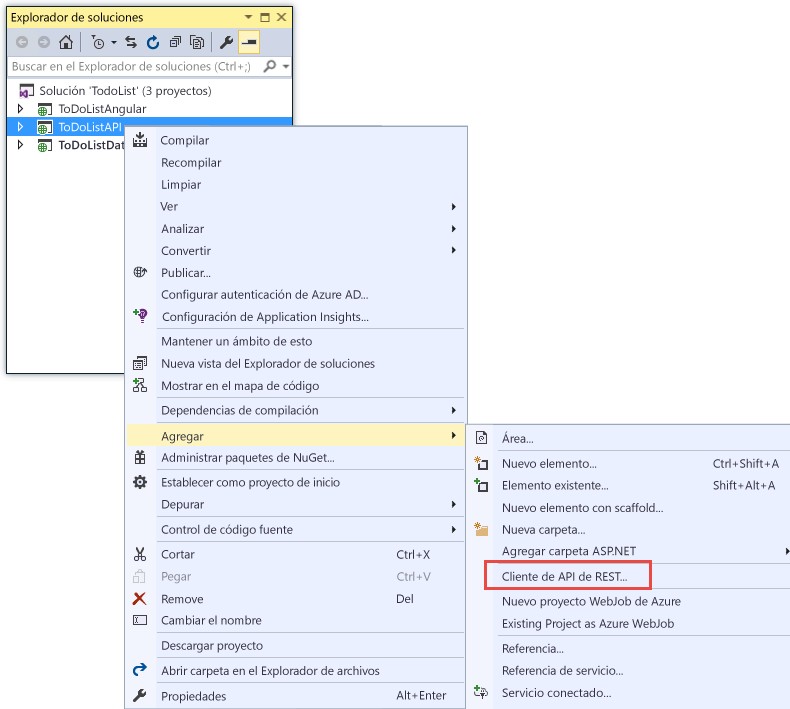 Explorador de soluciones
Buscar en el Explorador de soluciones (Ctrl+;)
Solución 'TodoList' (3 proyectos)
ToDoListAngular
ToDoListAPI
ToDoListDat
Compilar
Recompilar
Limpiar
Ver
Analizar
Convertir
Publicar...
Configurar autenticación de Azure AD...
Configuración de Application Insights...
Mantener un ámbito de esto
Nueva vista del Explorador de soluciones
Mostrar en el mapa de código
Dependencias de compilación
Agregar
Administrar paquetes de NuGet...
Establecer como proyecto de inicio
Depurar
Control de código fuente
Cortar Ctrl+X
Pegar Ctrl+V
Remove Del
Cambiar el nombre
Descargar proyecto
Abrir carpeta en el Explorador de archivos
Propiedades Alt+Enter
Área...
Nuevo elemento... Ctrl+Shift+A
Elemento existente... Shift+Alt+A
Nuevo elemento con scaffold...
Nueva carpeta...
Agregar carpeta ASP.NET
Cliente de API de REST...
Nuevo proyecto WebJob de Azure
Existing Project as Azure WebJob
Referencia...
Referencia de servicio...
Servicio conectado...